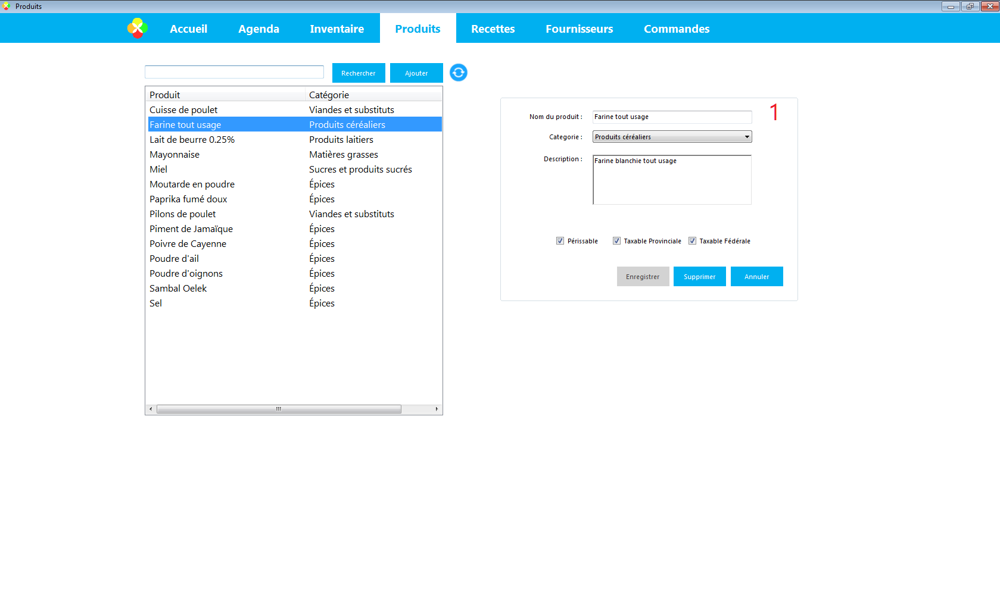 Produits
Accueil Agenda Inventaire Produits Recettes Fournisseurs Commandes
Rechercher Ajouter
Produit Catégorie
Cuisse de poulet Viandes et substituts
Farine tout usage Produits céréaliers
Lait de beurre 0.25% Produits laitiers
Mayonnaise Matières grasses
Miel Sucres et produits sucrés
Moutarde en poudre Épices
Paprika fumé doux Épices
Pilons de poulet Viandes et substituts
Piment de Jamaïque Épices
Poivre de Cayenne Épices
Poudre d'ail Épices
Poudre d'oignons Épices
Sambal Oelek Épices
Sel Épices
Nom du produit : Farine tout usage 1
Categorie : Produits céréaliers
Description : Farine blanchie tout usage
Périssable Taxable Provinciale Taxable Fédérale
Enregistrer Supprimer Annuler